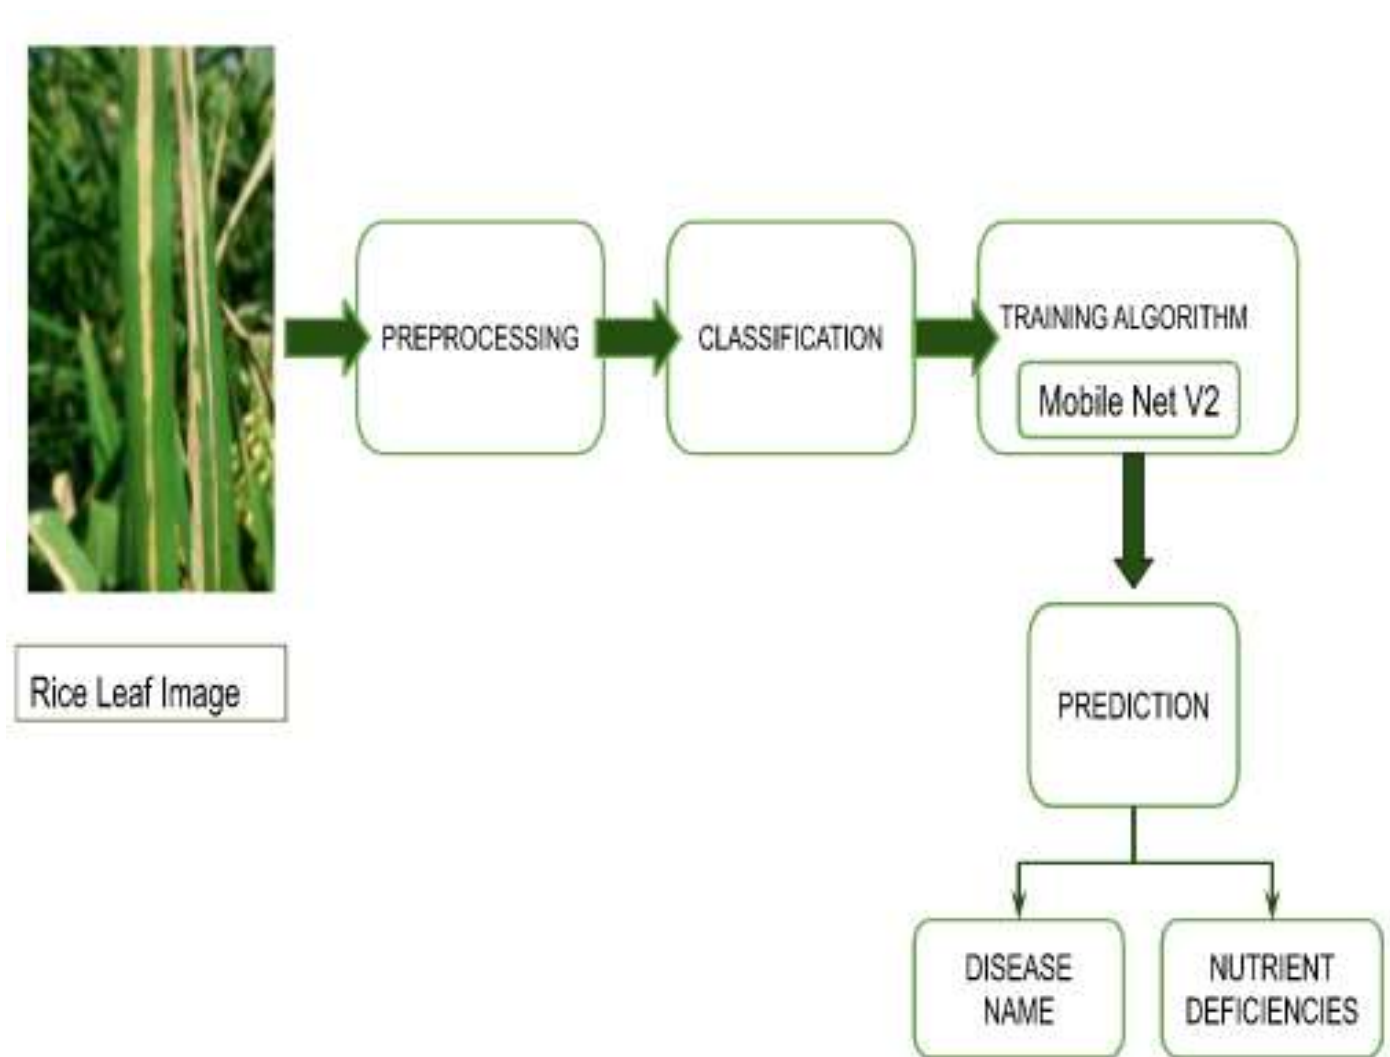 PREPROCESSING
CLASSIFICATION
TRAINING ALGORITHM
Mobile Net V2
Rice Leaf Image
PREDICTION
DISEASE
NAME
NUTRIENT
DEFICIENCIES